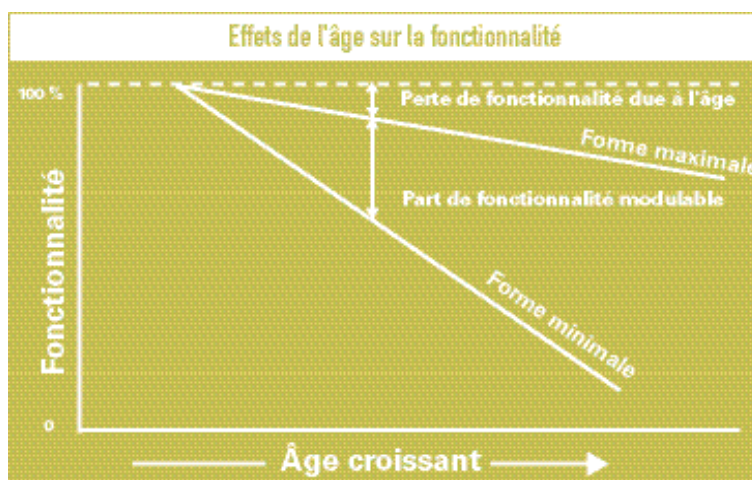 Effets de l'âge sur la fonctionnalité
100 %
Perte de fonctionnalité due à l'âge
Forme maximale
Part de fonctionnalité modulable
Forme minimale
Fonctionnalité
0
Âge croissant